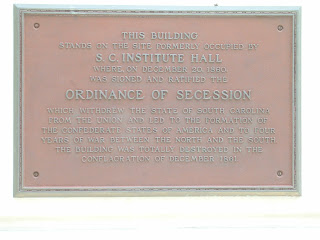 THIS BUILDING
STANDS ON THE SITE FORMERLY OCCUPIED BY
S. C. INSTITUTE HALL
WHERE ON DECEMBER 20, 1860
WAS SIGNED AND RATIFIED THE
ORDINANCE OF SECESSION
WHICH WITHDREW THE STATE OF SOUTH CAROLINA
FROM THE UNION AND LED TO THE FORMATION OF
THE CONFEDERATE STATES OF AMERICA AND TO FOUR
YEARS OF WAR BETWEEN THE NORTH AND THE SOUTH.
THE BUILDING WAS TOTALLY DESTROYED IN THE
CONFLAGRATION OF DECEMBER 1861.